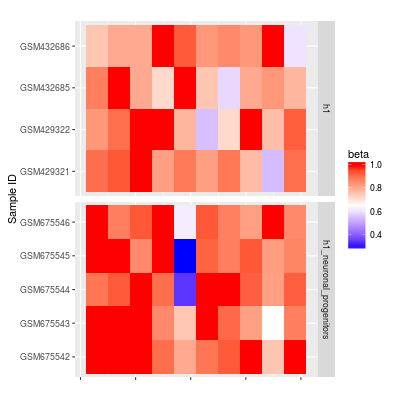 GSM432686
GSM432685
GSM429322
GSM429321
h1
GSM675546
GSM675545
GSM675544
GSM675543
GSM675542
h1_neuronal_progenitors
Sample ID
beta
1.0
0.8
0.6
0.4